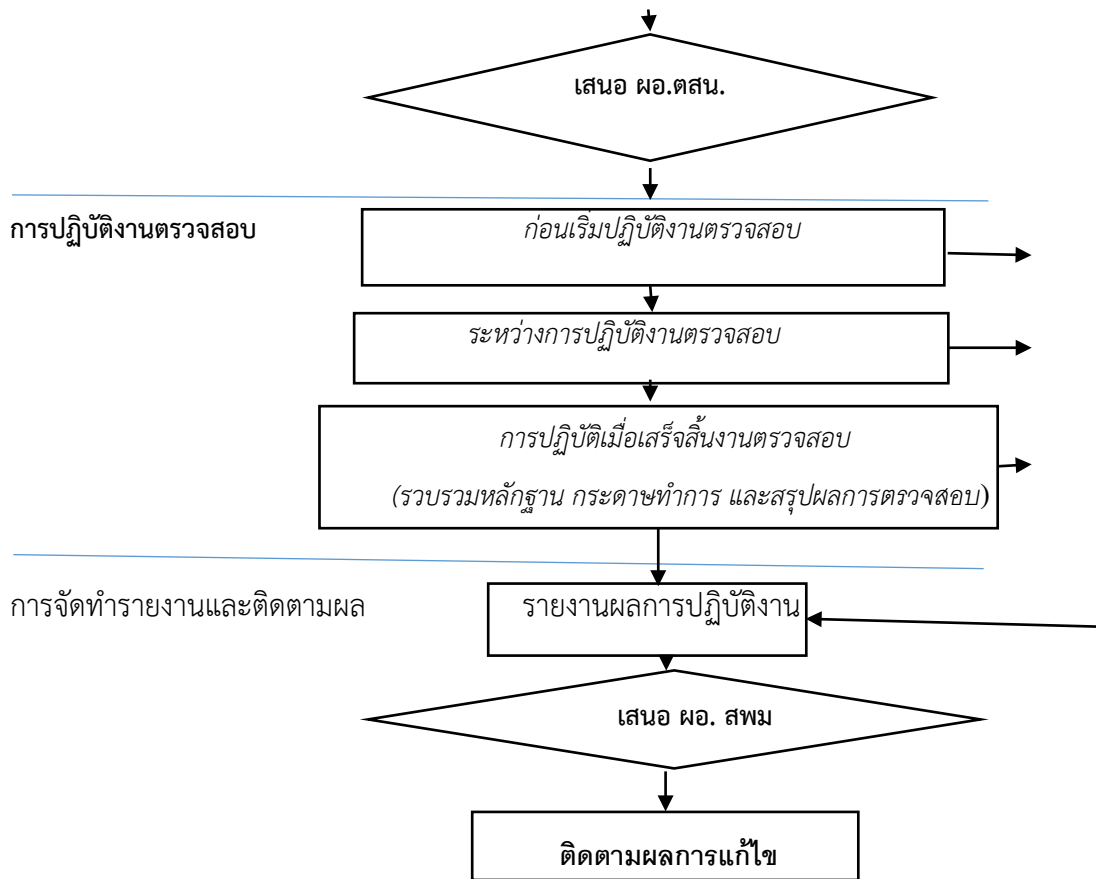 เสนอ ผอ.ตสน.
การปฏิบัติงานตรวจสอบ
ก่อนเริ่มปฏิบัติงานตรวจสอบ
ระหว่างการปฏิบัติงานตรวจสอบ
การปฏิบัติเมื่อเสร็จสิ้นงานตรวจสอบ
(รวบรวมหลักฐาน กระดาษทำการ และสรุปผลการตรวจสอบ)
การจัดทำรายงานและติดตามผล
รายงานผลการปฏิบัติงาน
เสนอ ผอ. สพม
ติดตามผลการแก้ไข